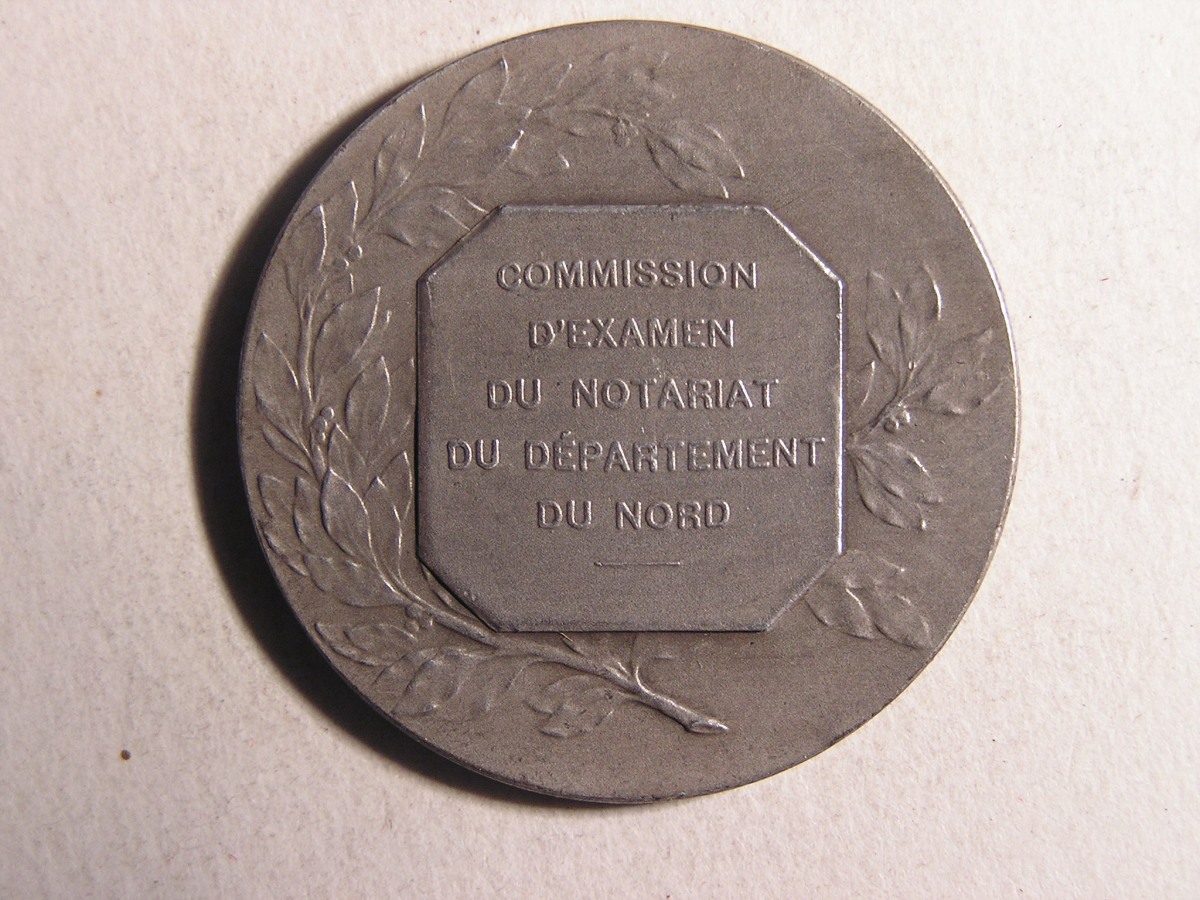 COMMISSION
D'EXAMEN
DU NOTARIAT
DU DÉPARTEMENT
DU NORD